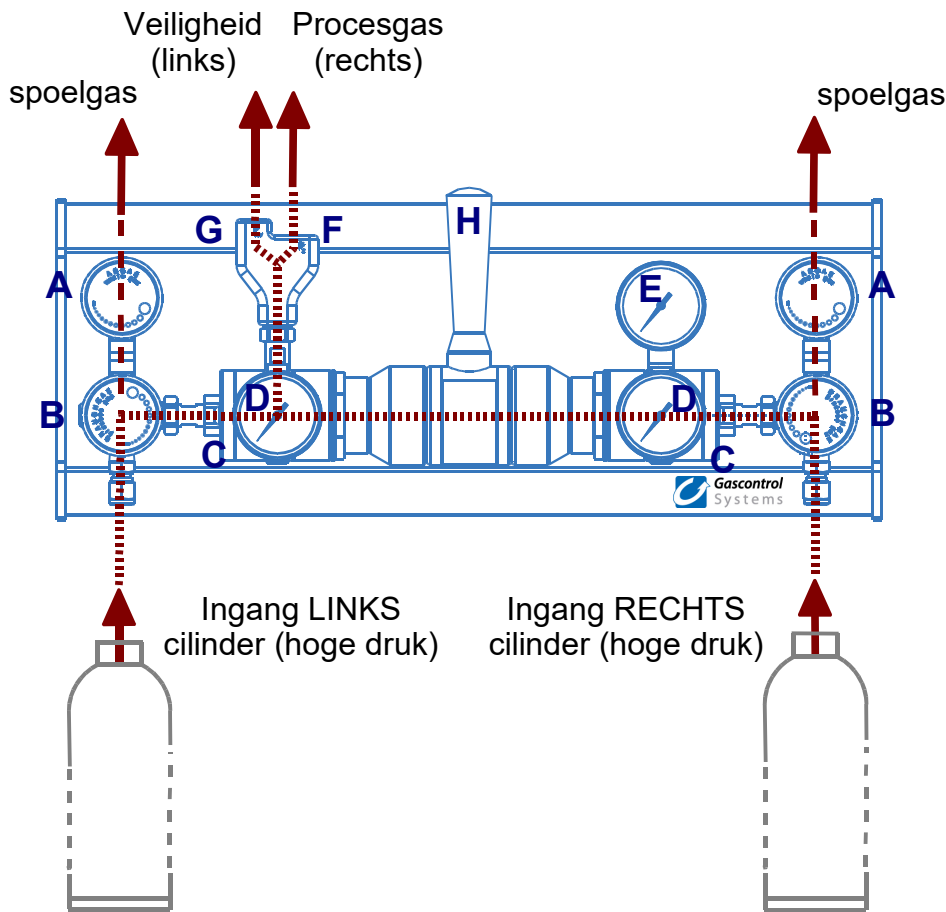 Veiligheid
(links)
Procesgas
(rechts)
spoelgas
spoelgas
G
F
H
A
E
A
B
D
D
B
C
C
Gascontrol
Systems
Ingang LINKS
cilinder (hoge druk)
Ingang RECHTS
cilinder (hoge druk)